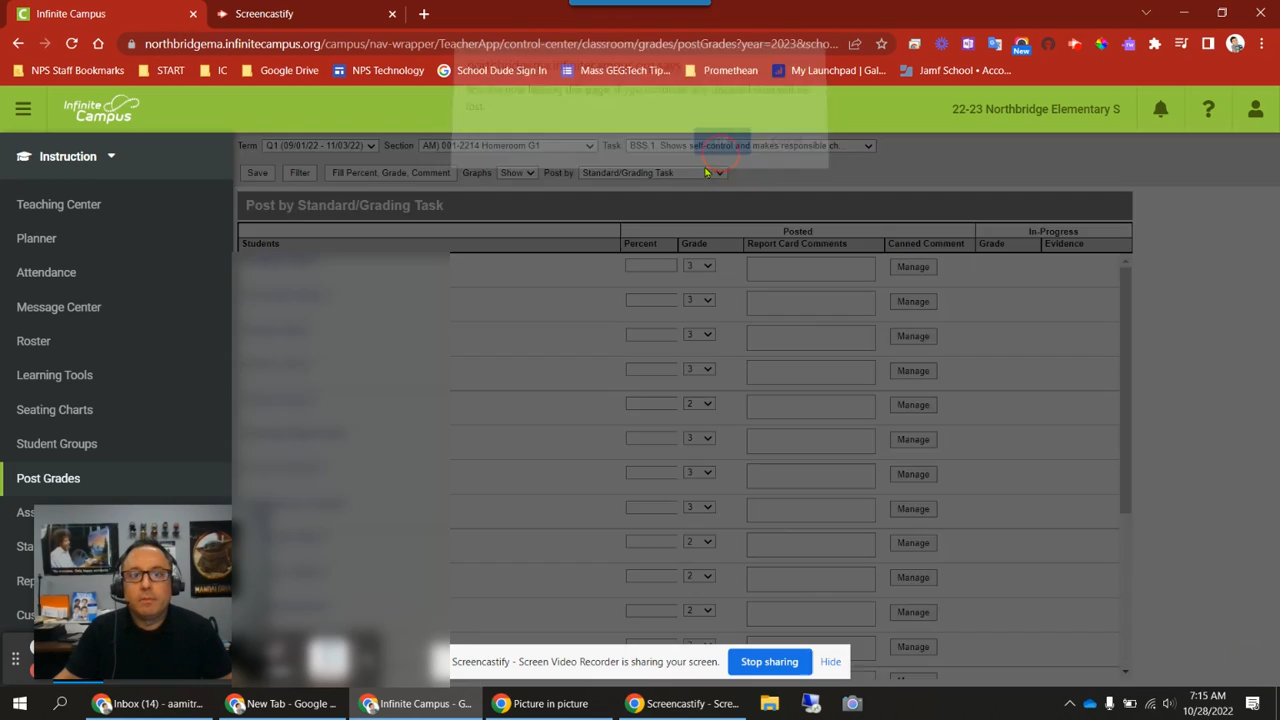 Infinite Campus
Screencastify
northbridgema.infinitecampus.org/campus/nav-wrapper/TeacherApp/control-center/classroom/grades/postGrades?year=2023&scho...
New
NPS Staff Bookmarks
START
IC
Google Drive
NPS Technology
School Dude Sign In
Mass GEG:Tech Tip...
Promethean
My Launchpad | Gal...
Jamf School • Acco...
Infinite Campus
22-23 Northbridge Elementary S
Instruction
Term Q1 (09/01/22 - 11/03/22) Section AM) 001-2214 Homeroom G1 Task BSS.1 Shows self-control and makes responsible ch...
Save Filter Fill Percent, Grade, Comment Graphs Show Post by Standard/Grading Task
Teaching Center
Planner
Attendance
Message Center
Roster
Learning Tools
Seating Charts
Student Groups
Post Grades
As
Sta
Re
Cus
Post by Standard/Grading Task
Posted In-Progress
Students Percent Grade Report Card Comments Canned Comment Grade Evidence
3 Manage
3 Manage
3 Manage
3 Manage
2 Manage
3 Manage
3 Manage
3 Manage
2 Manage
2 Manage
2 Manage
Manage
MANDALORIAN
Screencastify - Screen Video Recorder is sharing your screen. Stop sharing Hide
Inbox (14) - aamitr...
New Tab - Google ...
Infinite Campus - G...
Picture in picture
Screencastify - Scre...
7:15 AM
10/28/2022